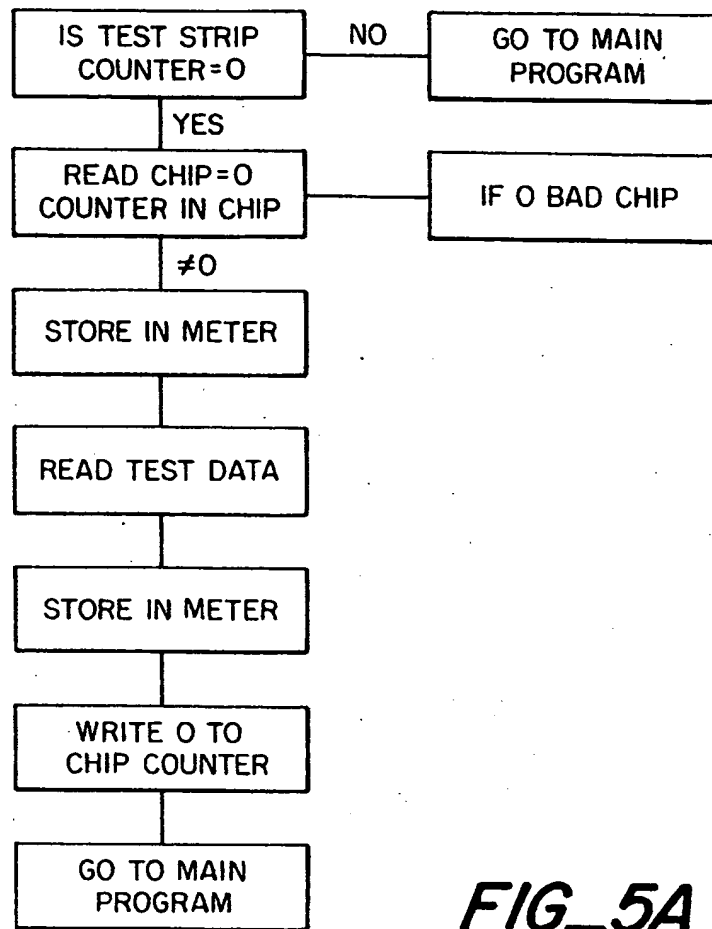 IS TEST STRIP
COUNTER=0
NO
GO TO MAIN
PROGRAM
YES
READ CHIP=0
COUNTER IN CHIP
IF 0 BAD CHIP
≠0
STORE IN METER
READ TEST DATA
STORE IN METER
WRITE 0 TO
CHIP COUNTER
GO TO MAIN
PROGRAM
FIG_5A